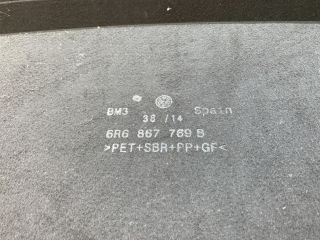 BM3 Spain
38 /14
6R6 867 769 B
>PET+SBR+PP+GF<